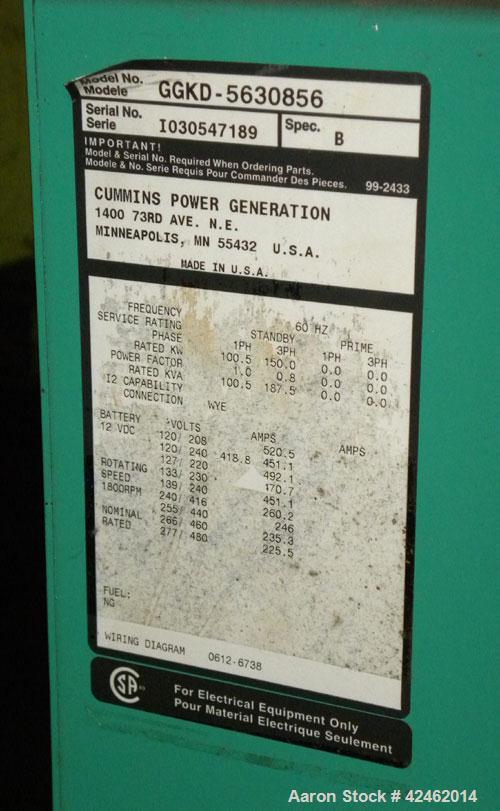 Model No.
Modele GGKD-5630856
Serial No.
Serie I030547189 Spec. B
IMPORTANT!
Model & Serial No. Required When Ordering Parts.
Modele & No. Serie Requis Pour Commander Des Pieces. 99-2433
CUMMINS POWER GENERATION
1400 73RD AVE. N.E.
MINNEAPOLIS, MN 55432 U.S.A.
MADE IN U.S.A.
FREQUENCY 60 HZ
SERVICE RATING STANDBY PRIME
PHASE 1PH 3PH 1PH 3PH
RATED KW 100.5 150.0 0.0 0.0
POWER FACTOR 1.0 0.8 0.0 0.0
RATED KVA 100.5 187.5 0.0 0.0
I2 CAPABILITY
CONNECTION WYE
BATTERY VOLTS AMPS AMPS
12 VDC 120/ 208 520.5
120/ 240 418.8 451.1
127/ 220 492.1
ROTATING 133/ 230 470.7
SPEED 139/ 240 451.1
1800RPM 240/ 416 260.2
255/ 440 246
NOMINAL 266/ 460 235.3
RATED 277/ 480 225.5
FUEL:
NG
WIRING DIAGRAM 0612-6738
CSA
For Electrical Equipment Only
Pour Material Electrique Seulement
Aaron Stock # 42462014